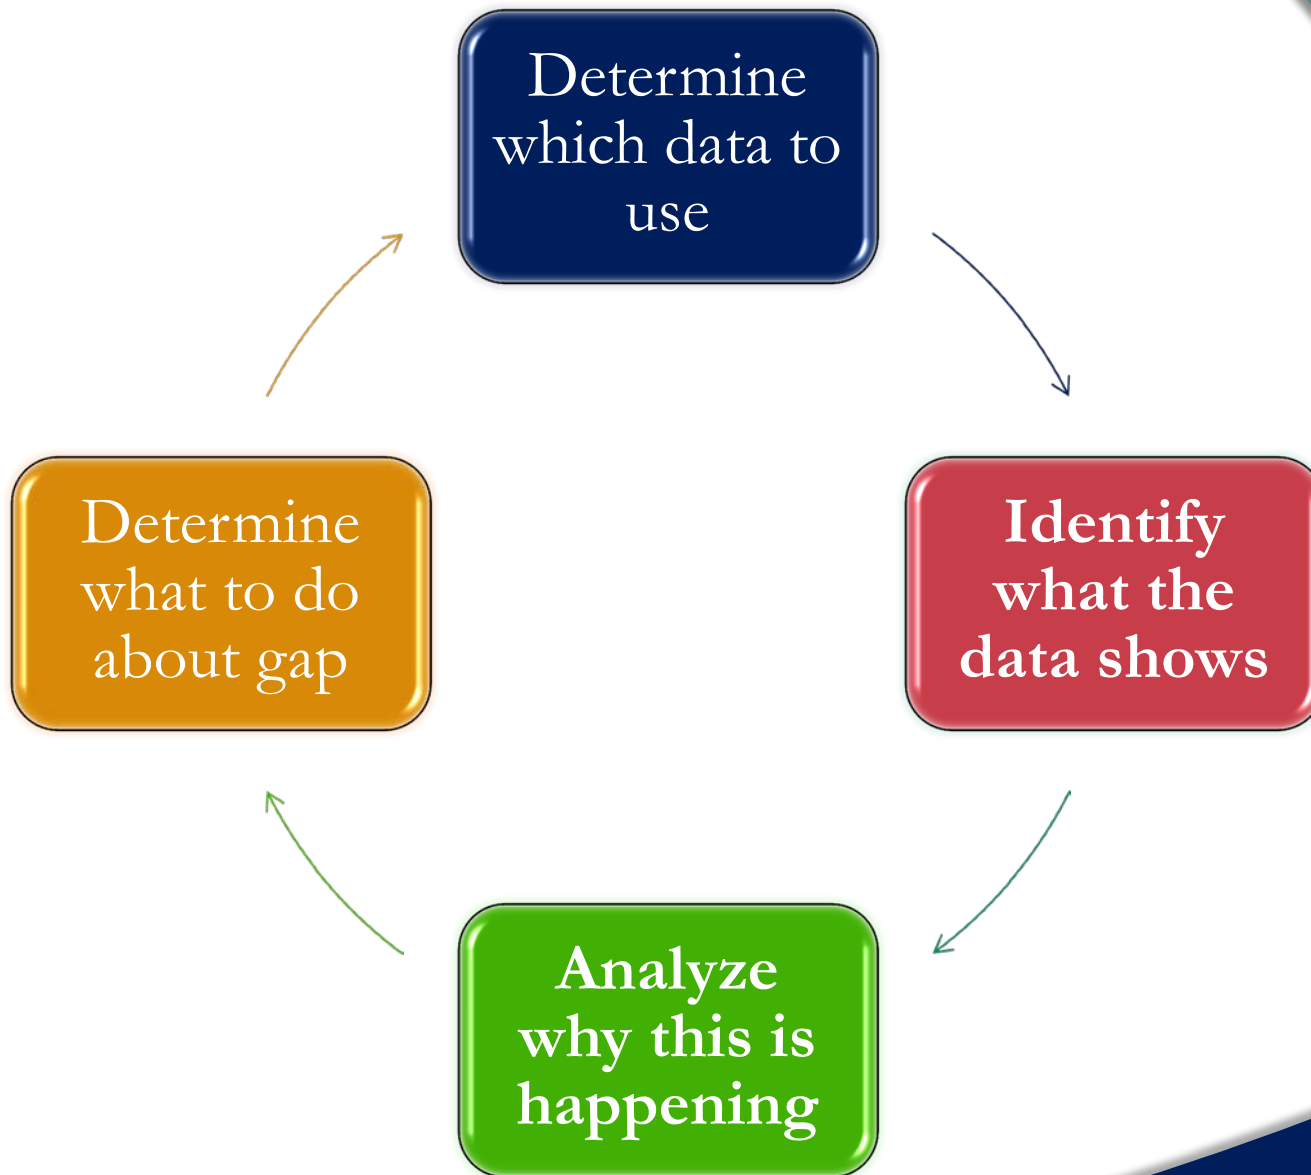 Determine
which data to
use
Identify
what the
data shows
Analyze
why this is
happening
Determine
what to do
about gap